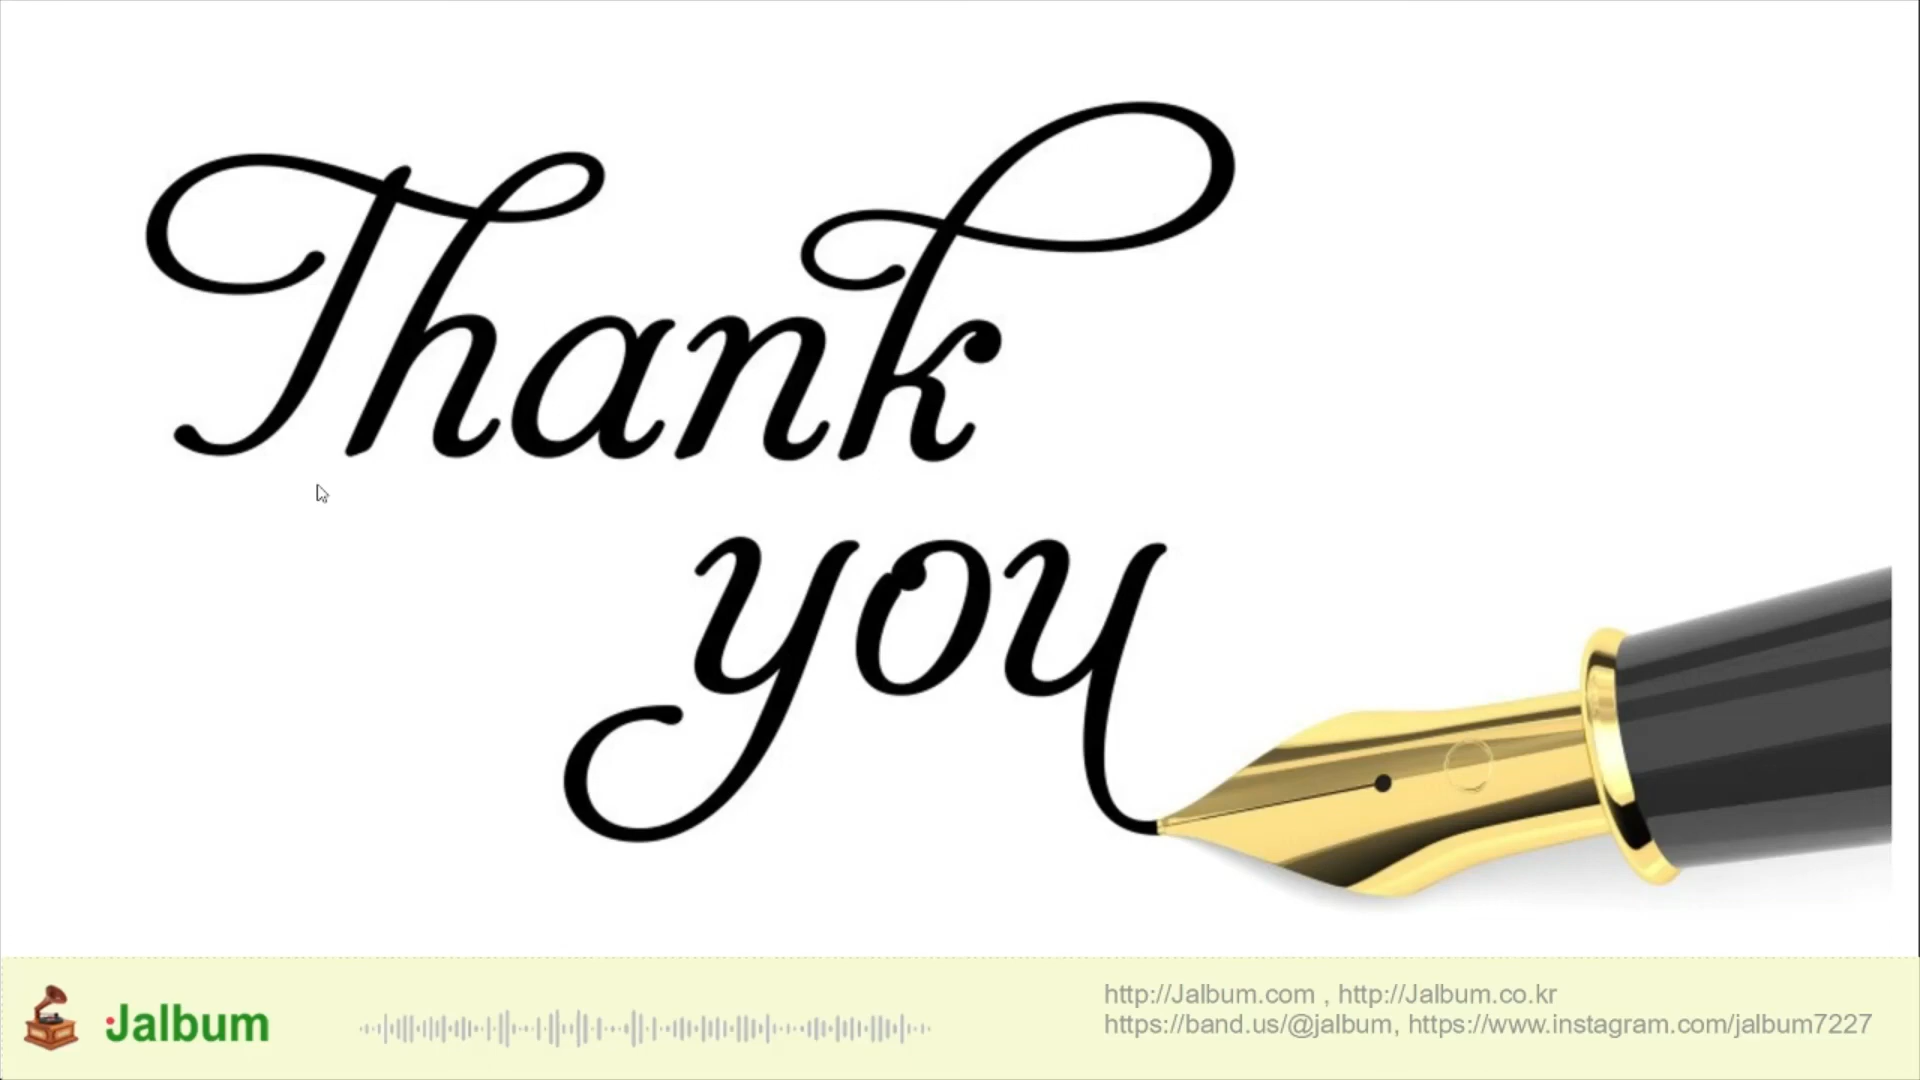 Thank
you
Jalbum
http://Jalbum.com , http://Jalbum.co.kr
https://band.us/@jalbum, https://www.instagram.com/jalbum7227